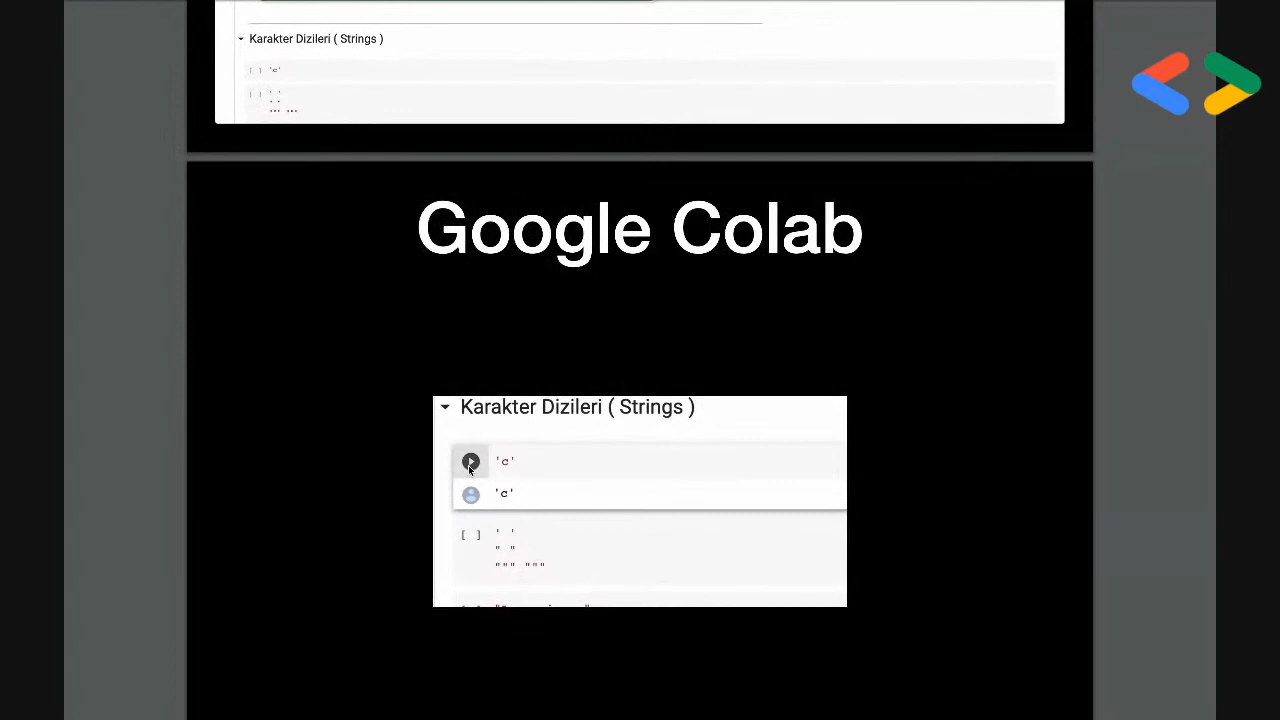 Karakter Dizileri ( Strings )
[ ] 'c'
[ ] ' '
" "
""" """
Google Colab
Karakter Dizileri ( Strings )
'c'
'c'
[ ] ' '
" "
""" """